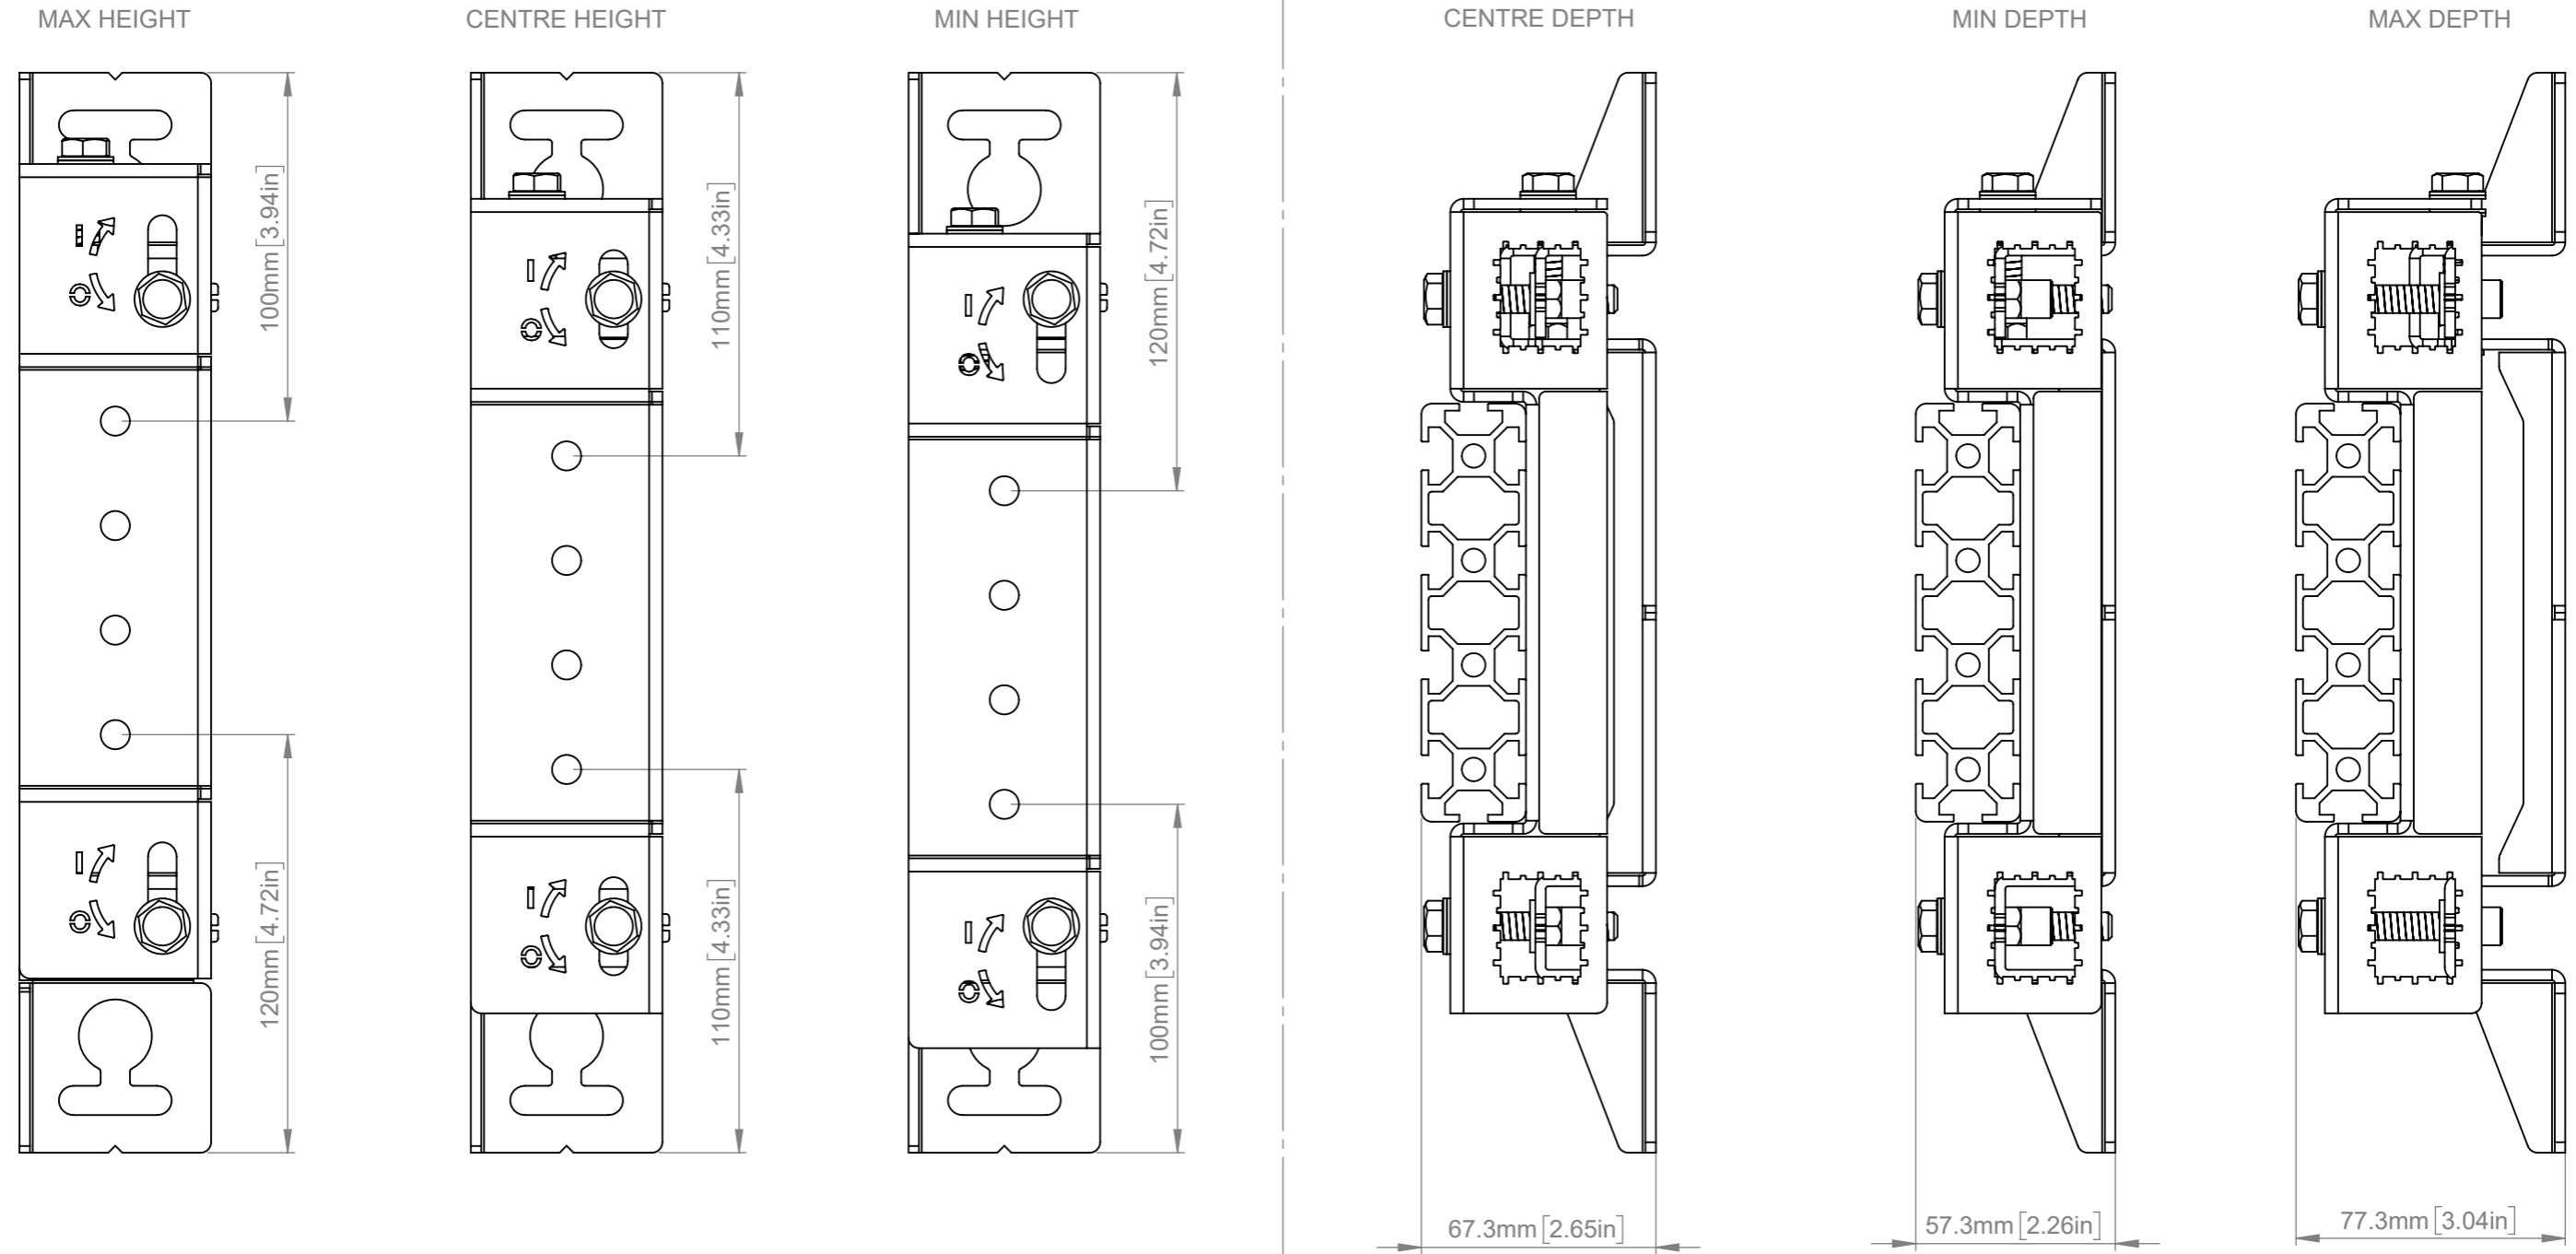 MAX HEIGHT
CENTRE HEIGHT
MIN HEIGHT
CENTRE DEPTH
MIN DEPTH
MAX DEPTH
100mm[3.94in]
120mm[4.72in]
110mm[4.33in]
110mm[4.33in]
120mm[4.72in]
100mm[3.94in]
67.3mm[2.65in]
57.3mm[2.26in]
77.3mm[3.04in]